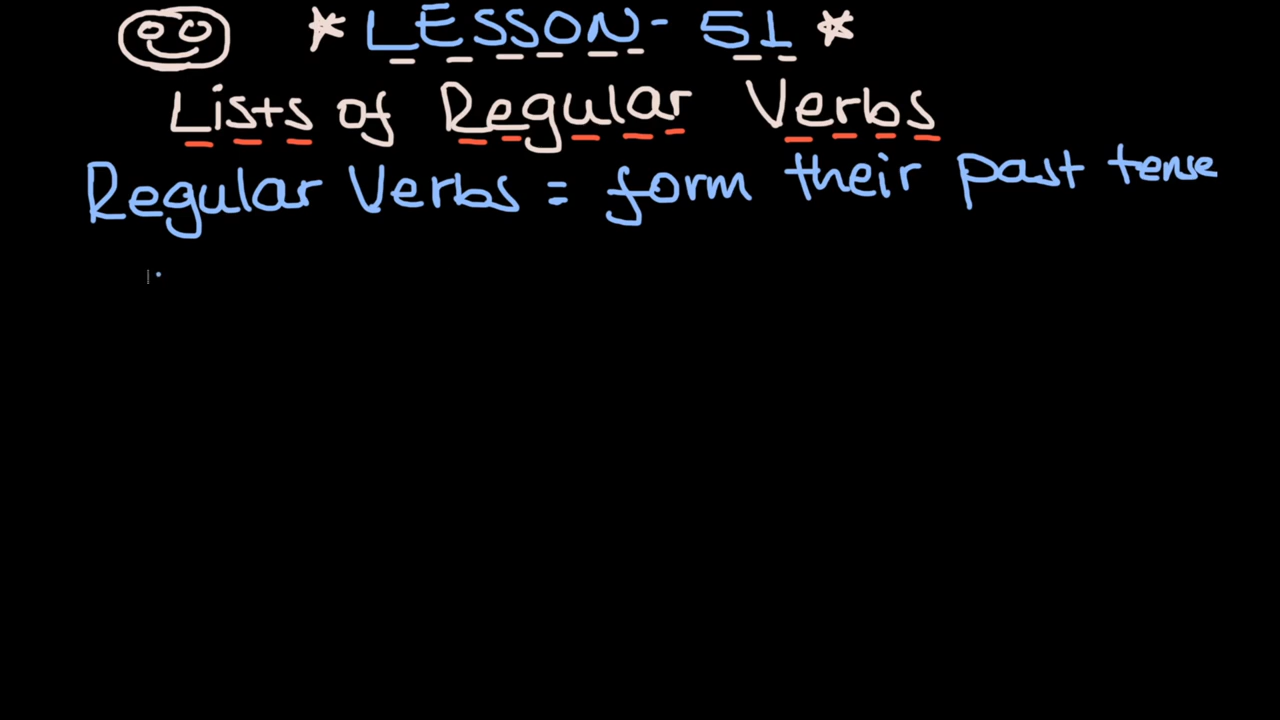 * LESSON - 51 *
Lists of Regular Verbs
Regular Verbs = form their past tense